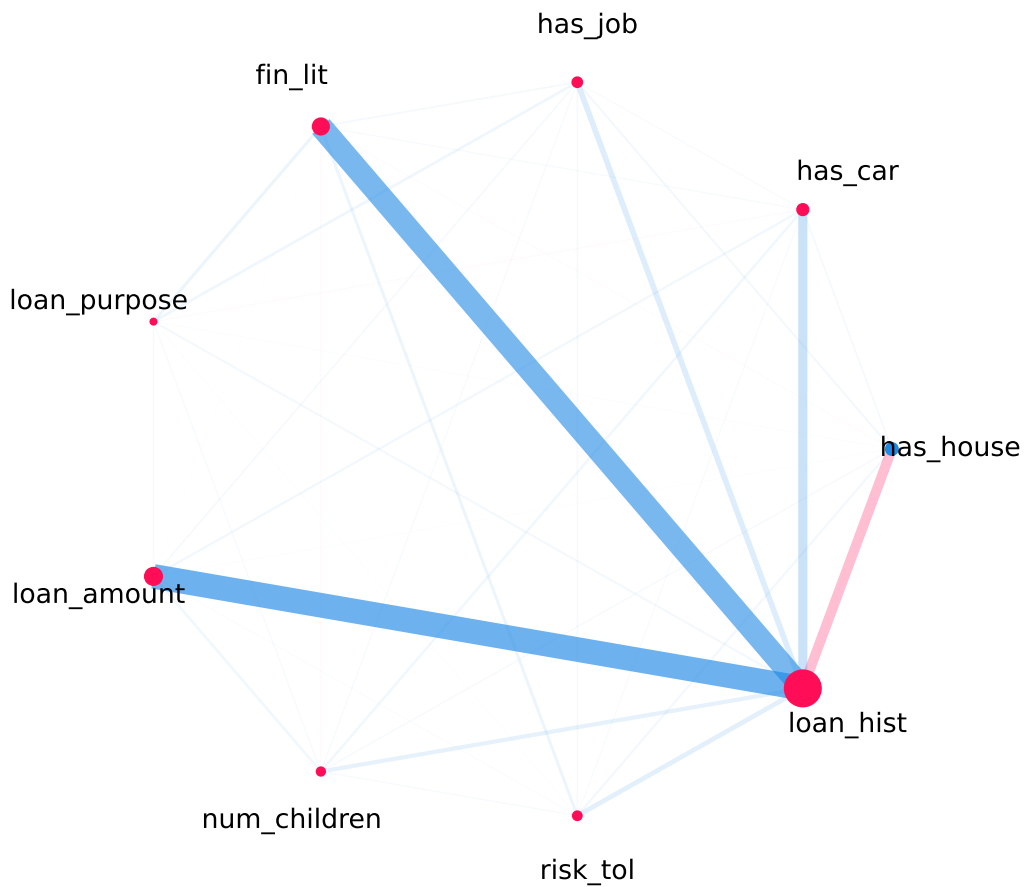 has_job
fin_lit
has_car
loan_purpose
has_house
loan_amount
loan_hist
num_children
risk_tol